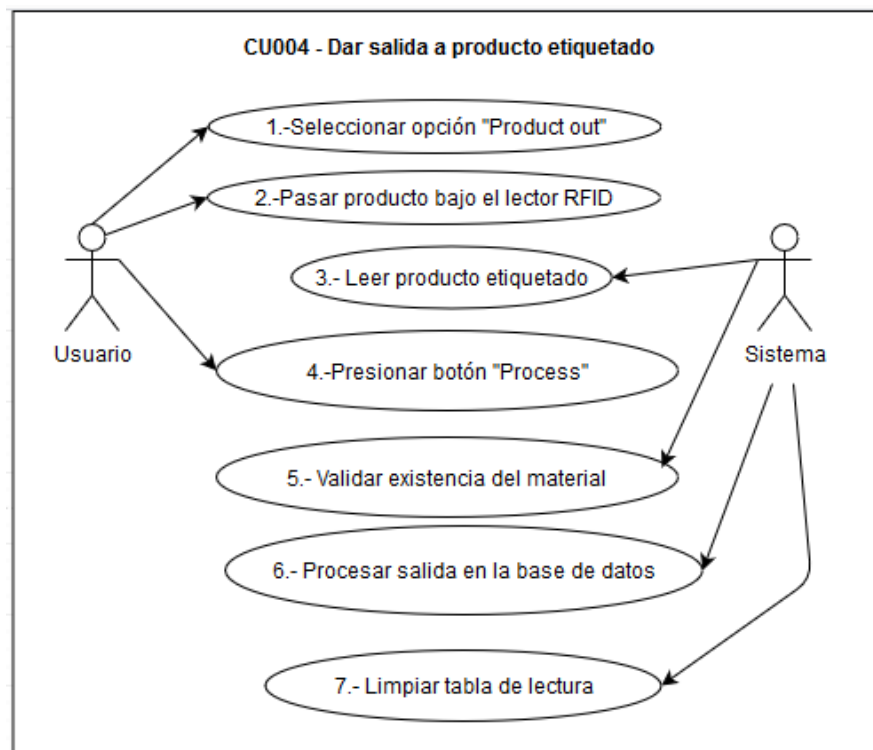 CU004 - Dar salida a producto etiquetado
1.-Seleccionar opción "Product out"
2.-Pasar producto bajo el lector RFID
3.- Leer producto etiquetado
Usuario
Sistema
4.-Presionar botón "Process"
5.- Validar existencia del material
6.- Procesar salida en la base de datos
7.- Limpiar tabla de lectura